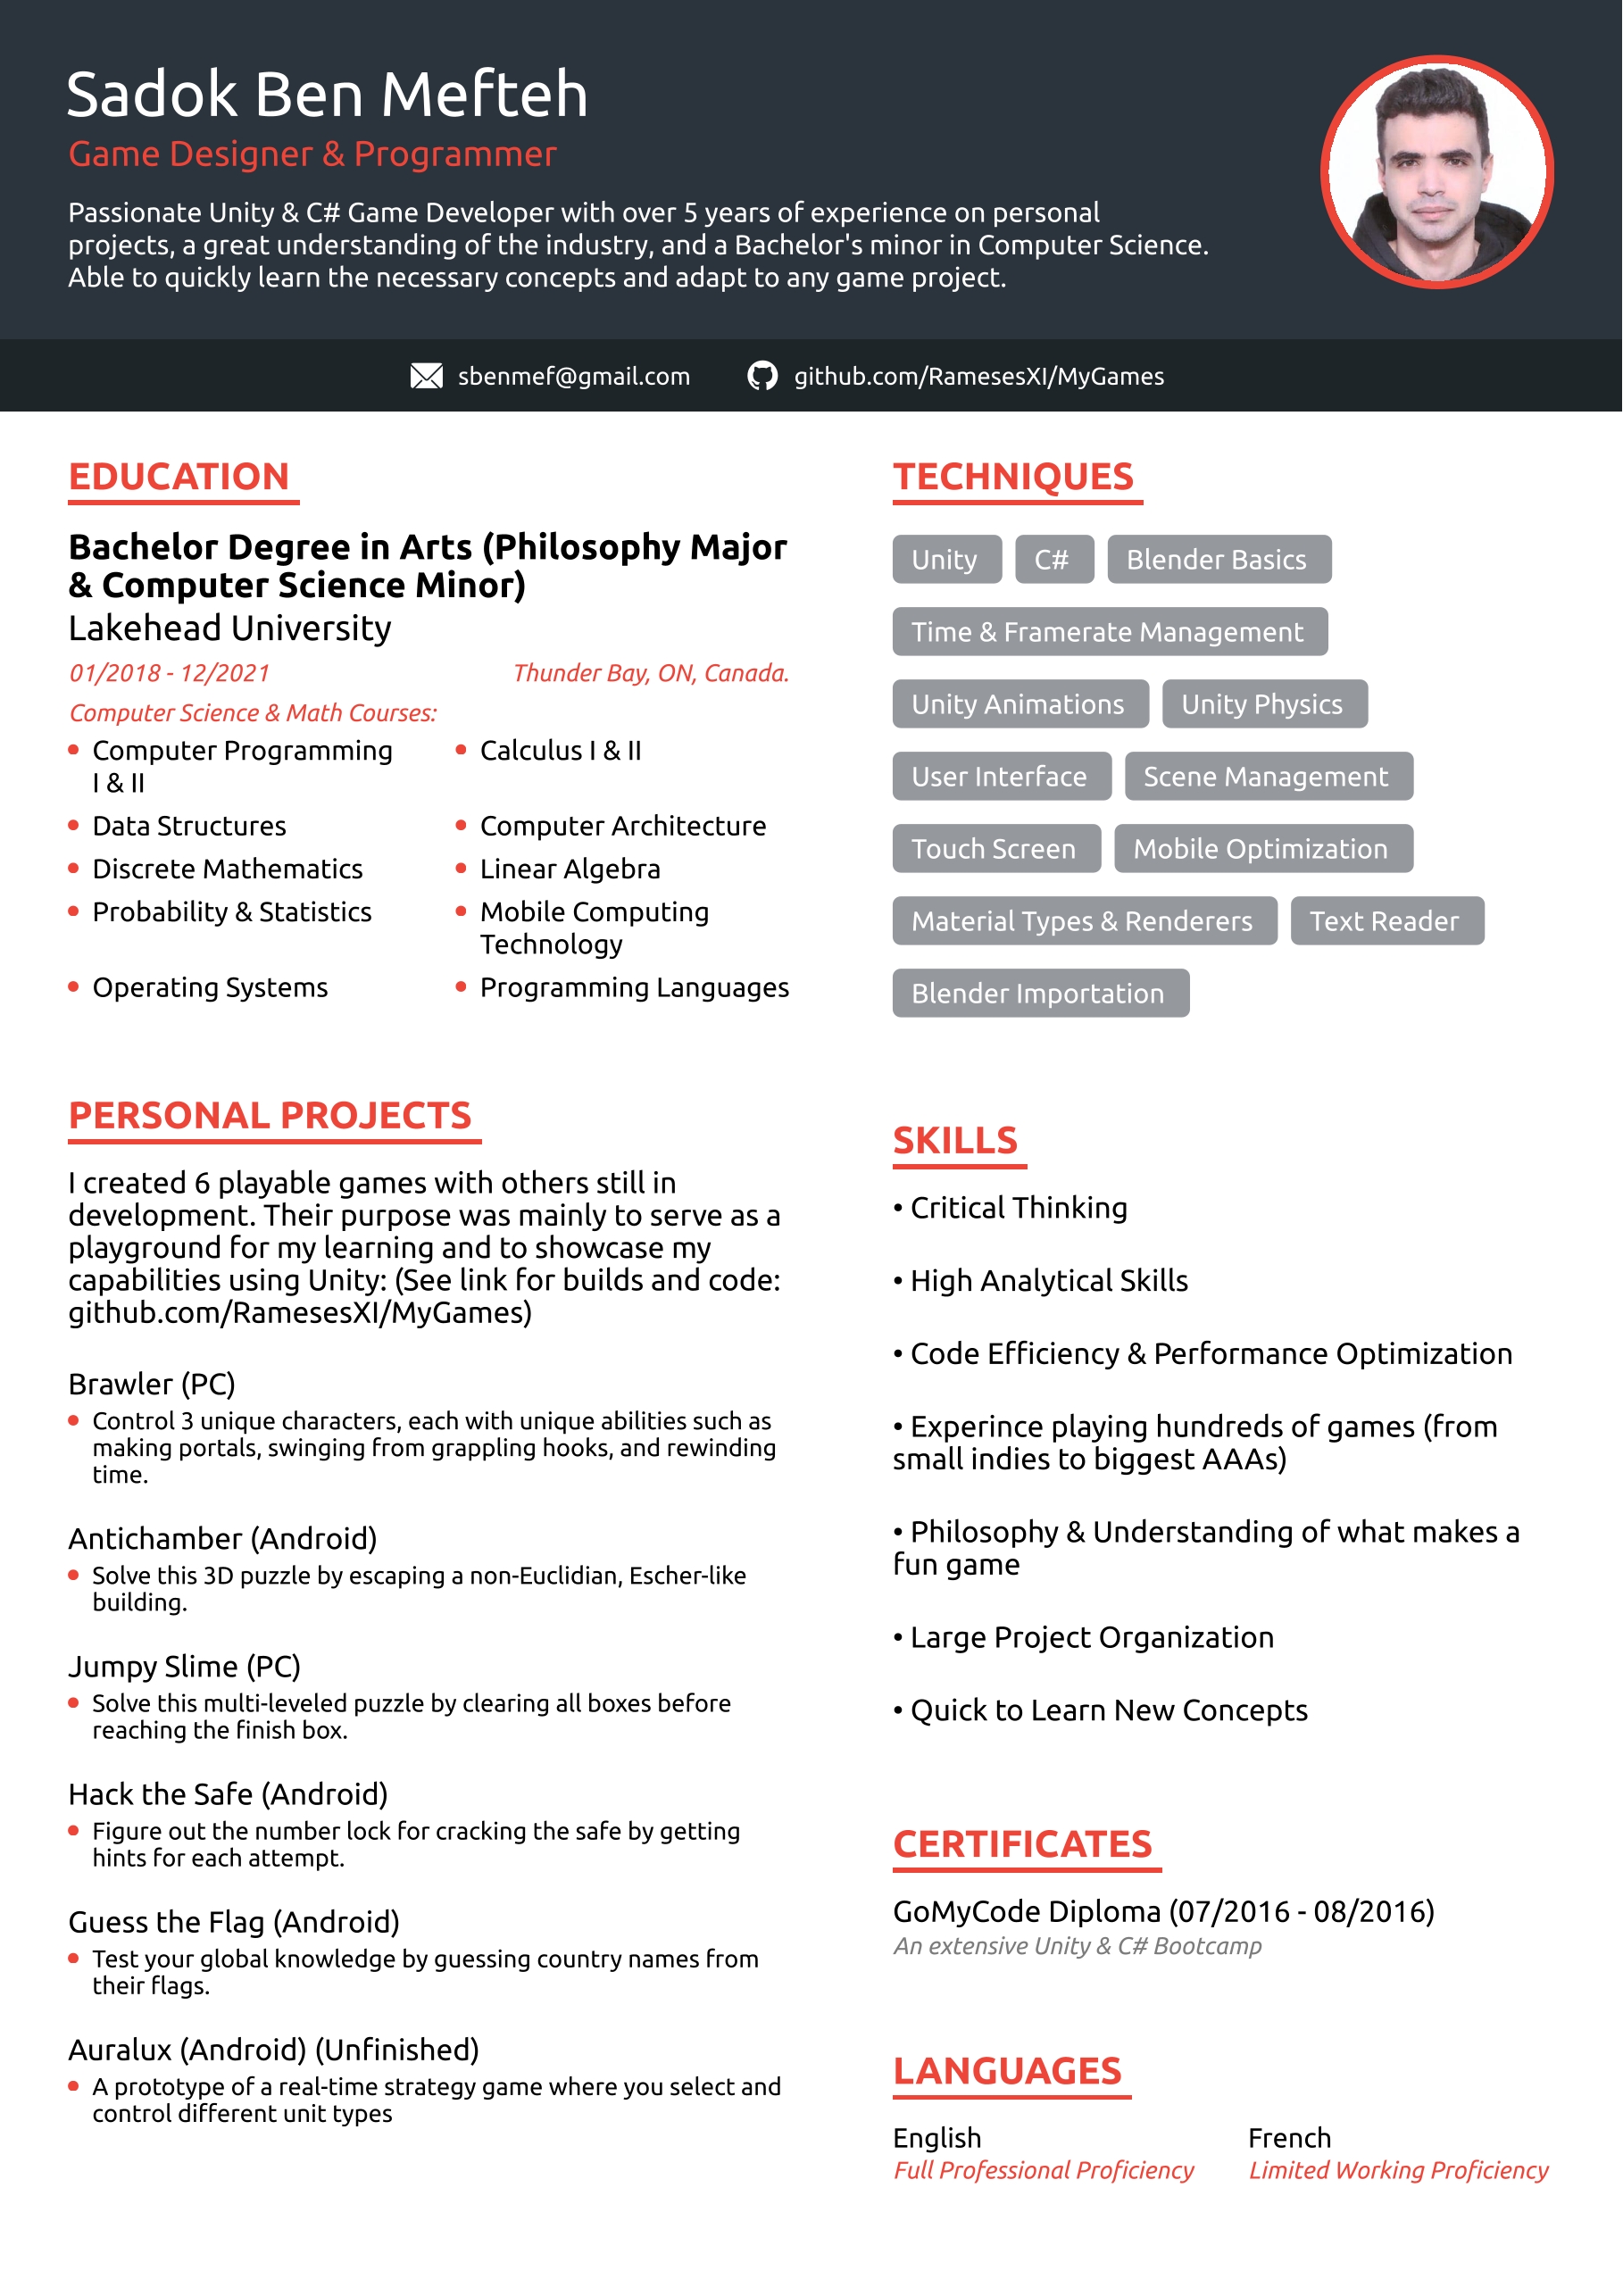 Sadok Ben Mefteh
Game Designer & Programmer
Passionate Unity & C# Game Developer with over 5 years of experience on personal
projects, a great understanding of the industry, and a Bachelor's minor in Computer Science.
Able to quickly learn the necessary concepts and adapt to any game project.
sbenmef@gmail.com
github.com/RamesesXI/MyGames
EDUCATION
Bachelor Degree in Arts (Philosophy Major
& Computer Science Minor)
Lakehead University
01/2018 - 12/2021
Thunder Bay, ON, Canada.
Computer Science & Math Courses:
• Computer Programming
I & II
• Calculus I & II
• Data Structures
• Computer Architecture
• Discrete Mathematics
• Linear Algebra
• Probability & Statistics
• Mobile Computing
Technology
• Operating Systems
• Programming Languages
PERSONAL PROJECTS
I created 6 playable games with others still in
development. Their purpose was mainly to serve as a
playground for my learning and to showcase my
capabilities using Unity: (See link for builds and code:
github.com/RamesesXI/MyGames)
Brawler (PC)
• Control 3 unique characters, each with unique abilities such as
making portals, swinging from grappling hooks, and rewinding
time.
Antichamber (Android)
• Solve this 3D puzzle by escaping a non-Euclidian, Escher-like
building.
Jumpy Slime (PC)
• Solve this multi-leveled puzzle by clearing all boxes before
reaching the finish box.
Hack the Safe (Android)
• Figure out the number lock for cracking the safe by getting
hints for each attempt.
Guess the Flag (Android)
• Test your global knowledge by guessing country names from
their flags.
Auralux (Android) (Unfinished)
• A prototype of a real-time strategy game where you select and
control different unit types
TECHNIQUES
Unity
C#
Blender Basics
Time & Framerate Management
Unity Animations
Unity Physics
User Interface
Scene Management
Touch Screen
Mobile Optimization
Material Types & Renderers
Text Reader
Blender Importation
SKILLS
• Critical Thinking
• High Analytical Skills
• Code Efficiency & Performance Optimization
• Experince playing hundreds of games (from
small indies to biggest AAAs)
• Philosophy & Understanding of what makes a
fun game
• Large Project Organization
• Quick to Learn New Concepts
CERTIFICATES
GoMyCode Diploma (07/2016 - 08/2016)
An extensive Unity & C# Bootcamp
LANGUAGES
English
Full Professional Proficiency
French
Limited Working Proficiency